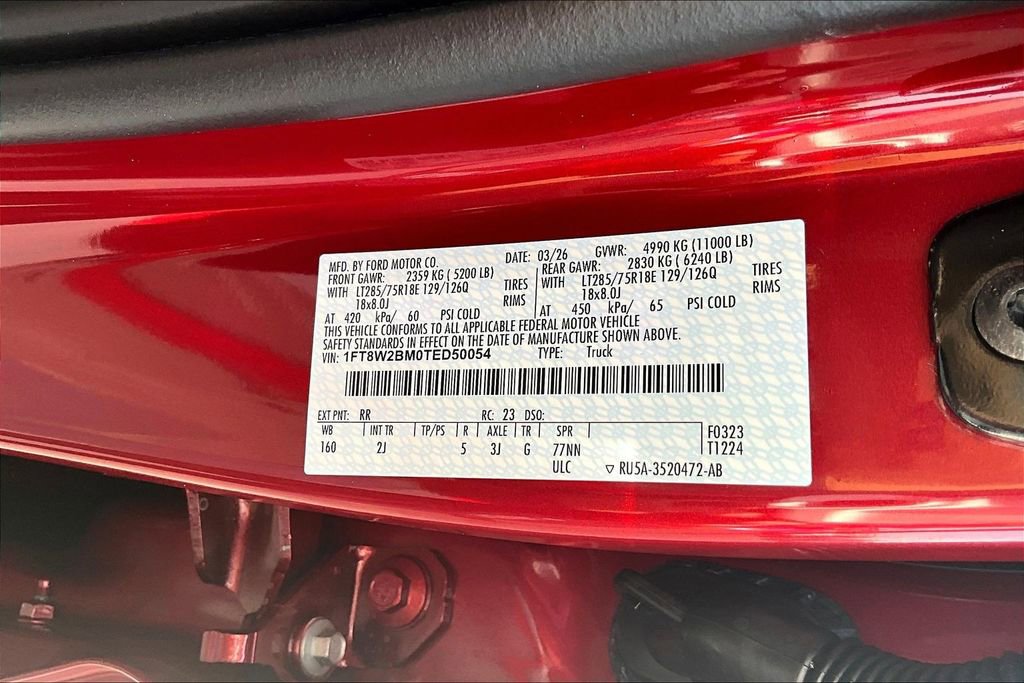 MFD. BY FORD MOTOR CO. DATE: 03/26 GVWR: 4990 KG (11000 LB)
FRONT GAWR: 2359 KG (5200 LB) REAR GAWR: 2830 KG (6240 LB)
WITH LT285/75R18E 129/126Q TIRES WITH LT285/75R18E 129/126Q TIRES
18x8.0J RIMS 18x8.0J RIMS
AT 420 kPa/ 60 PSI COLD AT 450 kPa/ 65 PSI COLD
THIS VEHICLE CONFORMS TO ALL APPLICABLE FEDERAL MOTOR VEHICLE
SAFETY STANDARDS IN EFFECT ON THE DATE OF MANUFACTURE SHOWN ABOVE.
VIN: 1FT8W2BM0TED50054 TYPE: Truck
EXT PNT: RR RC: 23 DSO:
WB INT TR TP/PS R AXLE TR SPR F0323
160 2J 5 3J G 77NN T1224
ULC ▽ RU5A-3520472-AB